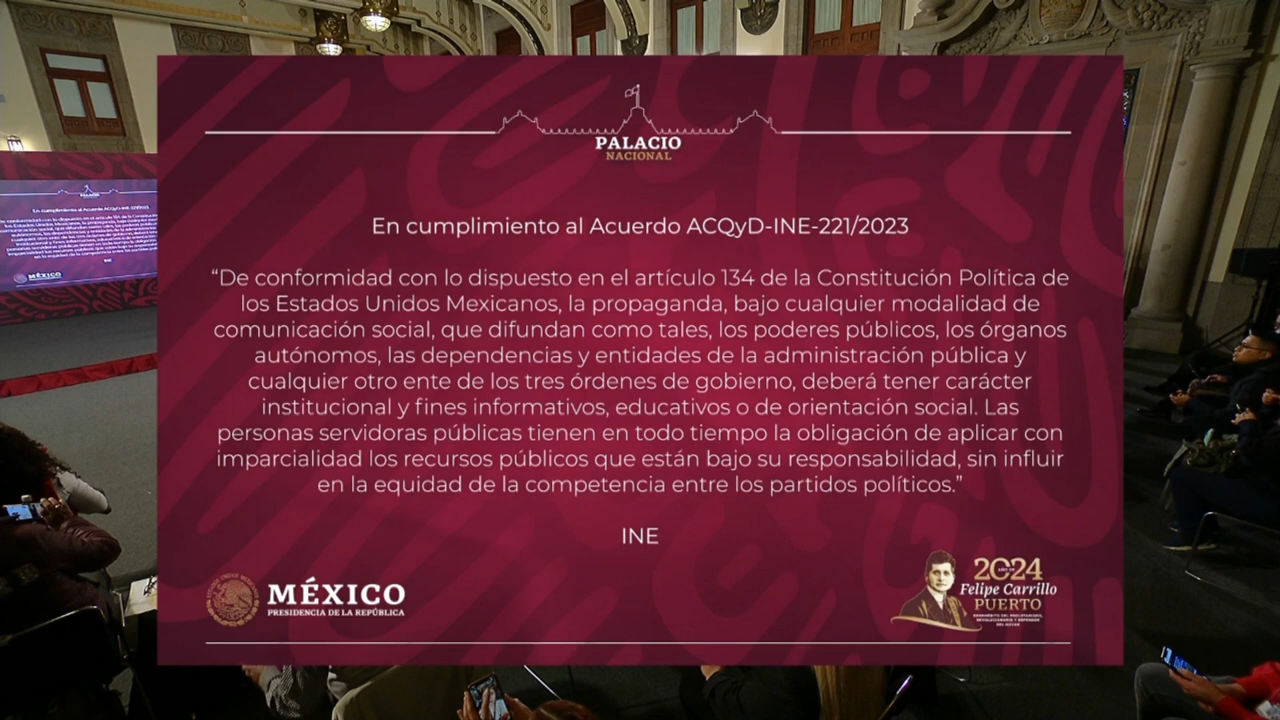 PALACIO
NACIONAL
En cumplimiento al Acuerdo ACQyD-INE-221/2023
“De conformidad con lo dispuesto en el artículo 134 de la Constitución Política de
los Estados Unidos Mexicanos, la propaganda, bajo cualquier modalidad de
comunicación social, que difundan como tales, los poderes públicos, los órganos
autónomos, las dependencias y entidades de la administración pública y
cualquier otro ente de los tres órdenes de gobierno, deberá tener carácter
institucional y fines informativos, educativos o de orientación social. Las
personas servidoras públicas tienen en todo tiempo la obligación de aplicar con
imparcialidad los recursos públicos que están bajo su responsabilidad, sin influir
en la equidad de la competencia entre los partidos políticos.”
INE
MÉXICO
PRESIDENCIA DE LA REPÚBLICA
2024
Felipe Carrillo
PUERTO